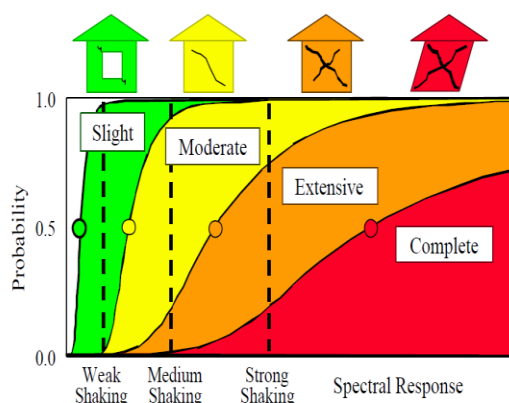 1.0
Slight
Moderate
Extensive
0.5
Complete
Probability
0.0
Weak
Shaking
Medium
Shaking
Strong
Shaking
Spectral Response